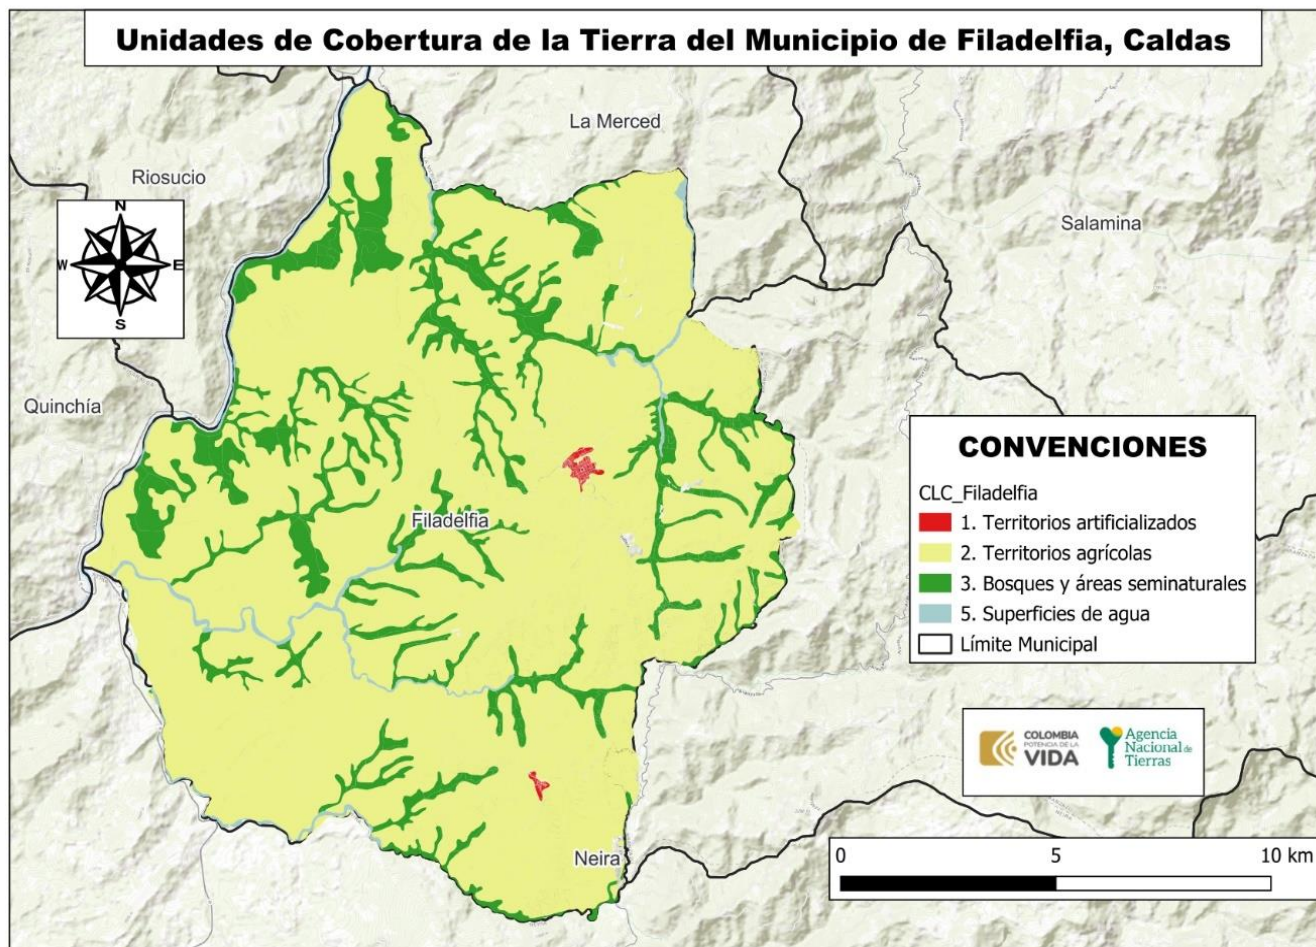 Unidades de Cobertura de la Tierra del Municipio de Filadelfia, Caldas
La Merced
Riosucio
N
W
E
S
Salamina
Quinchía
Filadelfia
Neira
CONVENCIONES
CLC_Filadelfia
1. Territorios artificializados
2. Territorios agrícolas
3. Bosques y áreas seminaturales
5. Superficies de agua
Límite Municipal
COLOMBIA
POTENCIA DE LA
VIDA
Agencia
Nacional de
Tierras
0 5 10 km